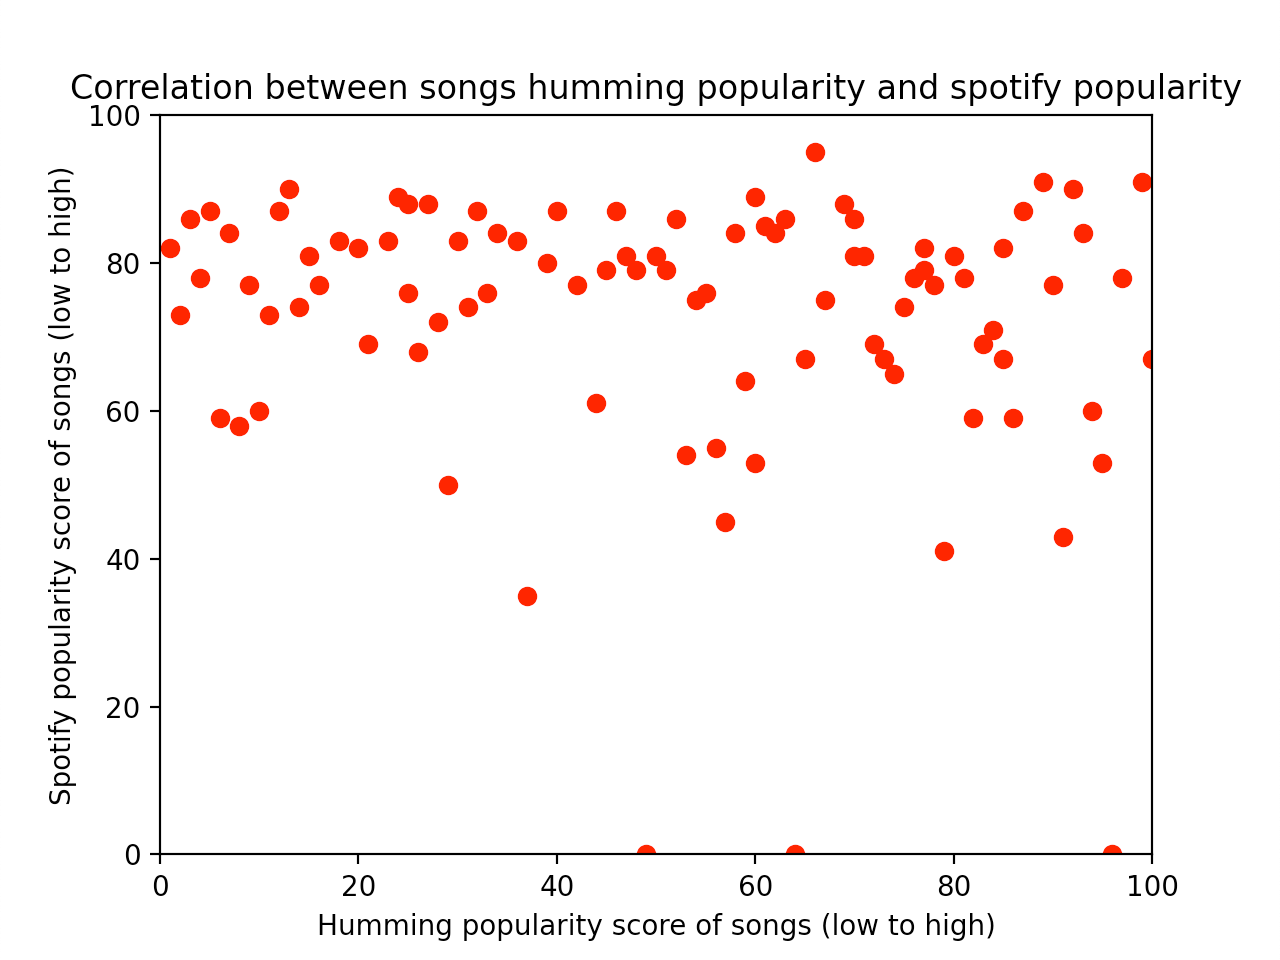 Correlation between songs humming popularity and spotify popularity
100
80
60
40
20
0
Spotify popularity score of songs (low to high)
0 20 40 60 80 100
Humming popularity score of songs (low to high)